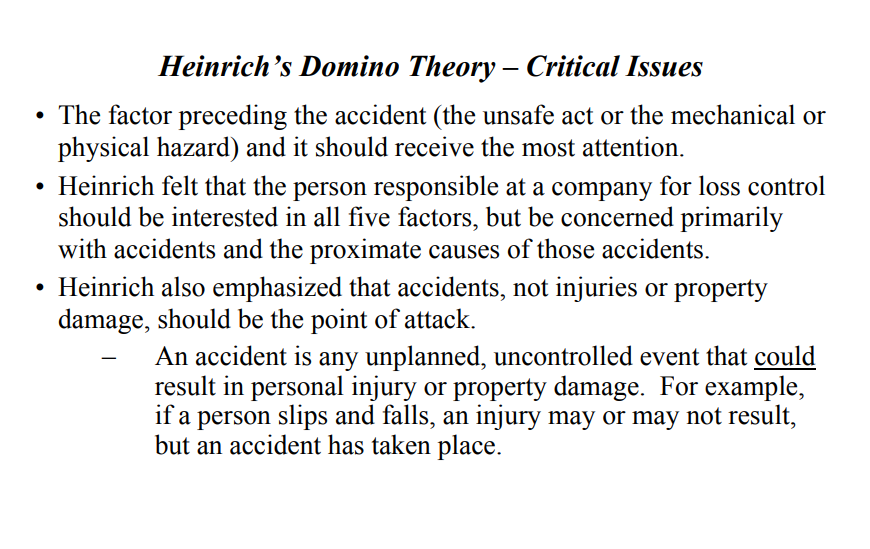 Heinrich’s Domino Theory – Critical Issues
• The factor preceding the accident (the unsafe act or the mechanical or
physical hazard) and it should receive the most attention.
• Heinrich felt that the person responsible at a company for loss control
should be interested in all five factors, but be concerned primarily
with accidents and the proximate causes of those accidents.
• Heinrich also emphasized that accidents, not injuries or property
damage, should be the point of attack.
– An accident is any unplanned, uncontrolled event that could
result in personal injury or property damage.  For example,
if a person slips and falls, an injury may or may not result,
but an accident has taken place.